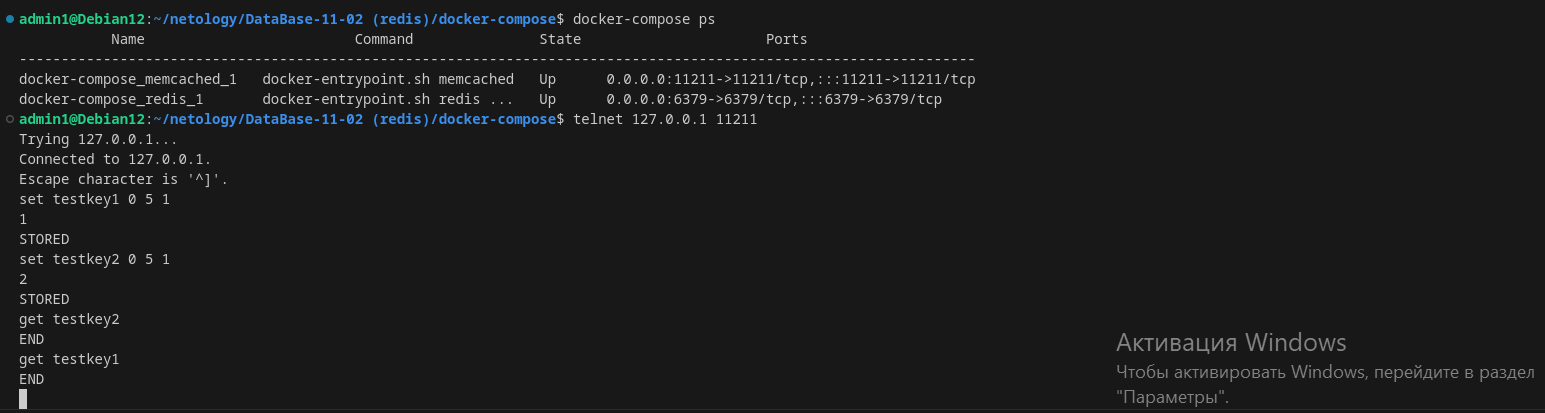 admin1@Debian12:~/netology/DataBase-11-02 (redis)/docker-compose$ docker-compose ps
Name Command State Ports
-------------------------------------------------------------------------------------------------------------------
docker-compose_memcached_1 docker-entrypoint.sh memcached Up 0.0.0.0:11211->11211/tcp,:::11211->11211/tcp
docker-compose_redis_1 docker-entrypoint.sh redis ... Up 0.0.0.0:6379->6379/tcp,:::6379->6379/tcp
admin1@Debian12:~/netology/DataBase-11-02 (redis)/docker-compose$ telnet 127.0.0.1 11211
Trying 127.0.0.1...
Connected to 127.0.0.1.
Escape character is '^]'.
set testkey1 0 5 1
1
STORED
set testkey2 0 5 1
2
STORED
get testkey2
END
get testkey1
END
Активация Windows
Чтобы активировать Windows, перейдите в раздел
"Параметры".